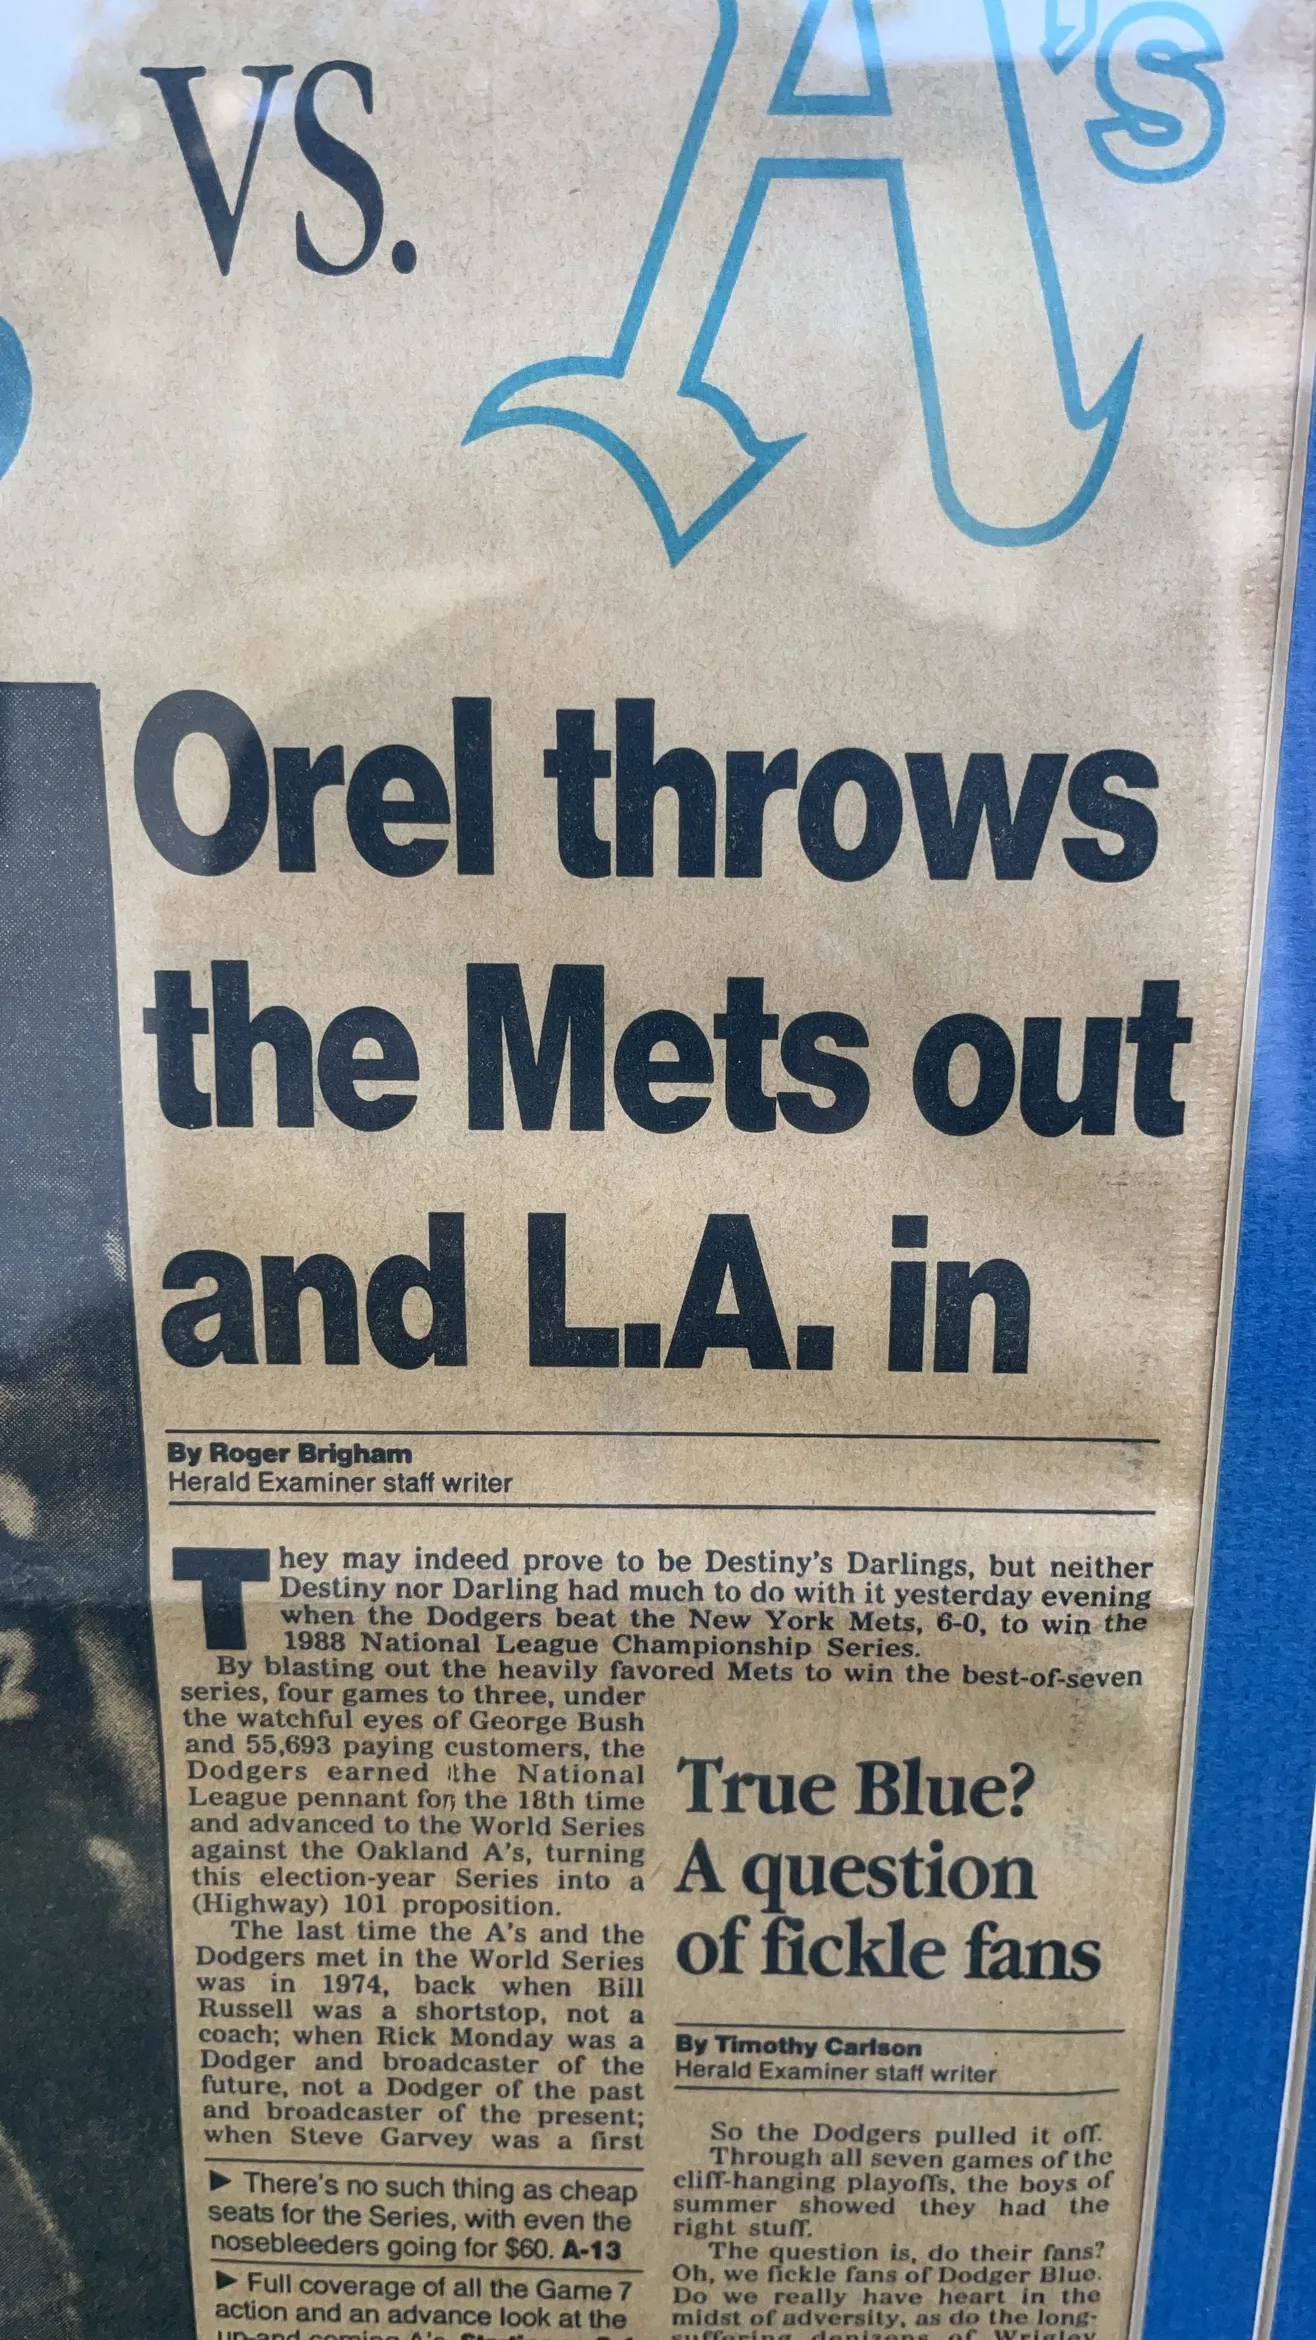 VS.
A's
Orel throws
the Mets out
and L.A. in
By Roger Brigham
Herald Examiner staff writer
They may indeed prove to be Destiny's Darlings, but neither
Destiny nor Darling had much to do with it yesterday evening
when the Dodgers beat the New York Mets, 6-0, to win the
1988 National League Championship Series.
By blasting out the heavily favored Mets to win the best-of-seven
series, four games to three, under
the watchful eyes of George Bush
and 55,693 paying customers, the
Dodgers earned the National
League pennant for the 18th time
and advanced to the World Series
against the Oakland A's, turning
this election-year Series into a
(Highway) 101 proposition.
The last time the A's and the
Dodgers met in the World Series
was in 1974, back when Bill
Russell was a shortstop, not a
coach; when Rick Monday was a
Dodger and broadcaster of the
future, not a Dodger of the past
and broadcaster of the present;
when Steve Garvey was a first
► There's no such thing as cheap
seats for the Series, with even the
nosebleeders going for $60. A-13
► Full coverage of all the Game 7
action and an advance look at the
up-and-coming A's.
True Blue?
A question
of fickle fans
By Timothy Carlson
Herald Examiner staff writer
So the Dodgers pulled it off.
Through all seven games of the
cliff-hanging playoffs, the boys of
summer showed they had the
right stuff.
The question is, do their fans?
Oh, we fickle fans of Dodger Blue.
Do we really have heart in the
midst of adversity, as do the long-
suffering denizens of Wrigley
2